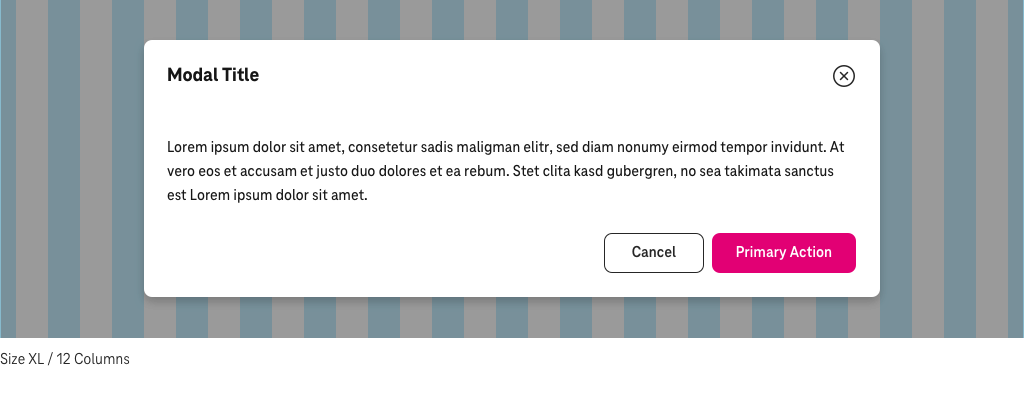 Modal Title
Lorem ipsum dolor sit amet, consetetur sadis maligman elitr, sed diam nonumy eirmod tempor invidunt. At
vero eos et accusam et justo duo dolores et ea rebum. Stet clita kasd gubergren, no sea takimata sanctus
est Lorem ipsum dolor sit amet.
Cancel
Primary Action
Size XL / 12 Columns